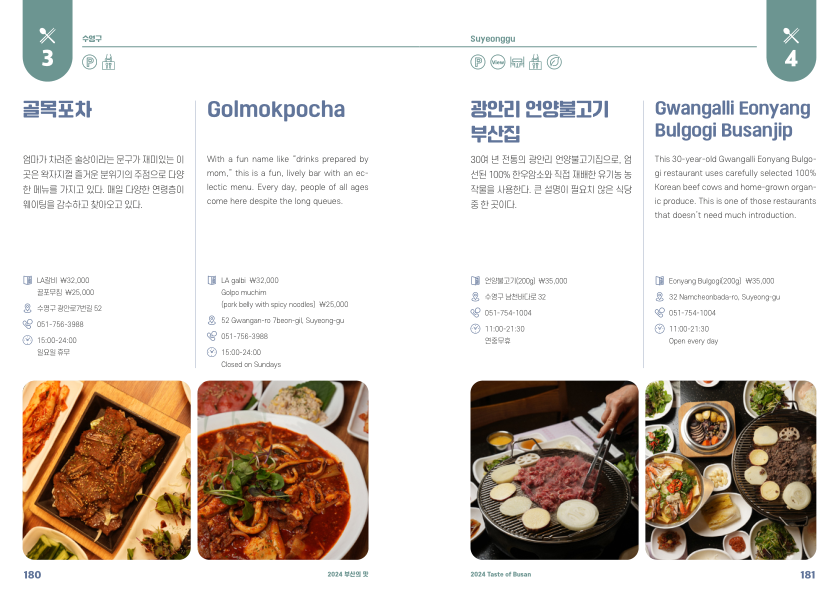 3
수영구
P
골목포차
엄마가 차려준 술상이라는 문구가 재미있는 이
곳은 왁자지껄 즐거운 분위기의 주점으로 다양
한 메뉴를 가지고 있다. 매일 다양한 연령층이
웨이팅을 감수하고 찾아오고 있다.
LA갈비 ₩32,000
골포무침 ₩25,000
수영구 광안로7번길 52
051-756-3988
15:00-24:00
일요일 휴무
Golmokpocha
With a fun name like “drinks prepared by
mom,” this is a fun, lively bar with an ec-
lectic menu. Every day, people of all ages
come here despite the long queues.
LA galbi ₩32,000
Golpo muchim
(pork belly with spicy noodles) ₩25,000
52 Gwangan-ro 7beon-gil, Suyeong-gu
051-756-3988
15:00-24:00
Closed on Sundays
180
2024 부산의 맛
Suyeonggu
4
P
View
광안리 언양불고기
부산집
30여 년 전통의 광안리 언양불고기집으로, 엄
선된 100% 한우암소와 직접 재배한 유기농 농
작물을 사용한다. 큰 설명이 필요치 않은 식당
중 한 곳이다.
언양불고기(200g) ₩35,000
수영구 남천바다로 32
051-754-1004
11:00-21:30
연중무휴
Gwangalli Eonyang
Bulgogi Busanjip
This 30-year-old Gwangalli Eonyang Bulgo-
gi restaurant uses carefully selected 100%
Korean beef cows and home-grown organ-
ic produce. This is one of those restaurants
that doesn’t need much introduction.
Eonyang Bulgogi(200g) ₩35,000
32 Namcheonbada-ro, Suyeong-gu
051-754-1004
11:00-21:30
Open every day
2024 Taste of Busan
181